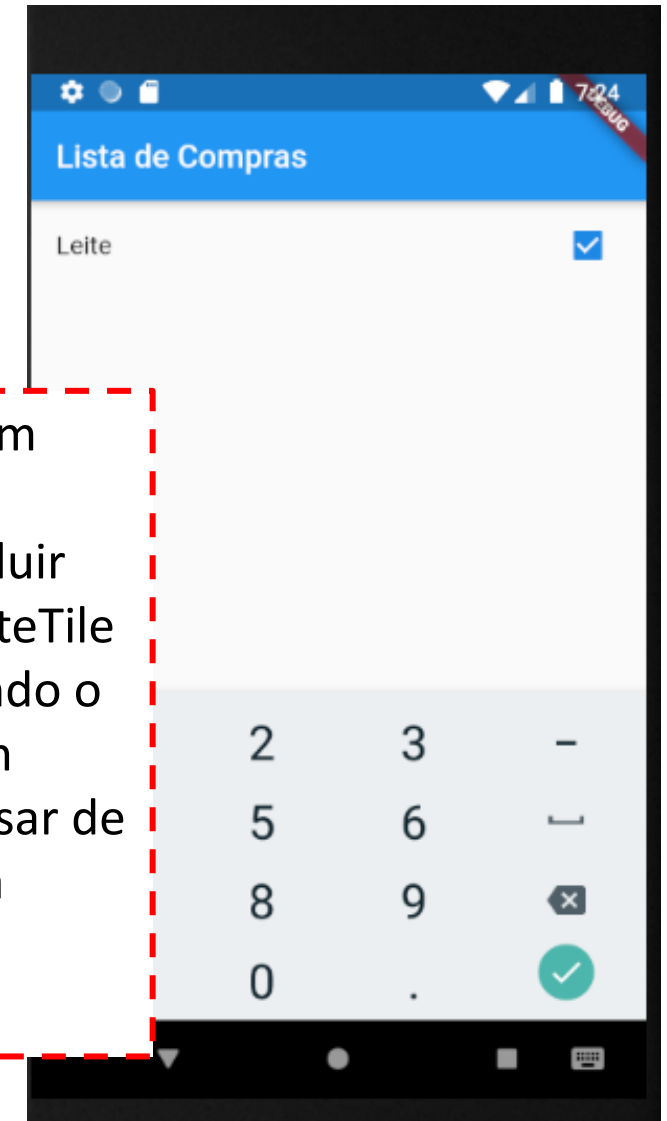 7:24
DEBUG
Lista de Compras
Leite
m
luir
teTile
ndo o
n
sar de
a
2 3 -
5 6
8 9
0 .